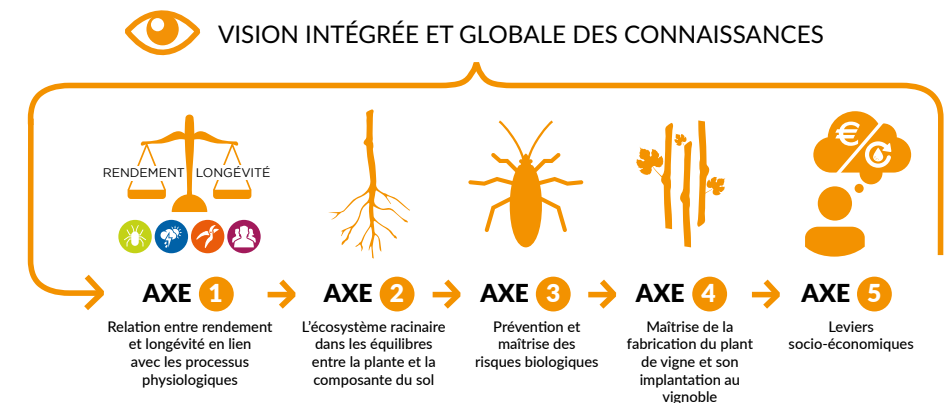 VISION INTÉGRÉE ET GLOBALE DES CONNAISSANCES
RENDEMENT LONGÉVITÉ
€
AXE 1
Relation entre rendement
et longévité en lien
avec les processus
physiologiques
AXE 2
L'écosystème racinaire
dans les équilibres
entre la plante et la
composante du sol
AXE 3
Prévention et
maîtrise des
risques biologiques
AXE 4
Maîtrise de la
fabrication du plant
de vigne et son
implantation au
vignoble
AXE 5
Leviers
socio-économiques